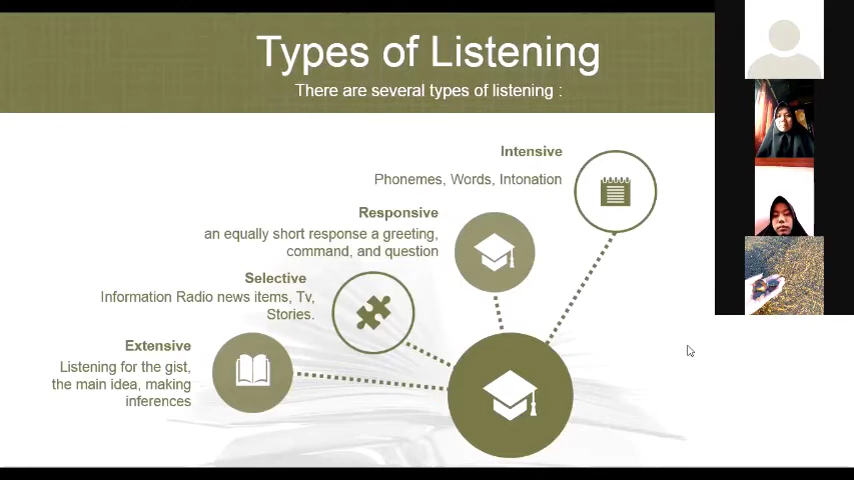 Types of Listening
There are several types of listening :
Intensive
Phonemes, Words, Intonation
Responsive
an equally short response a greeting,
command, and question
Selective
Information Radio news items, Tv,
Stories.
Extensive
Listening for the gist,
the main idea, making
inferences